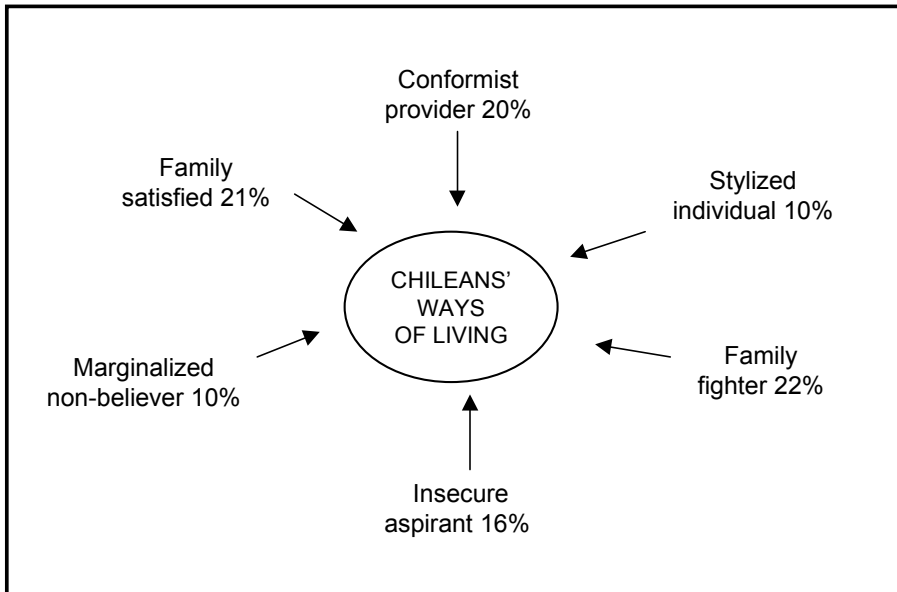 Conformist
provider 20%
Family
satisfied 21%
Stylized
individual 10%
CHILEANS'
WAYS
OF LIVING
Marginalized
non-believer 10%
Family
fighter 22%
Insecure
aspirant 16%